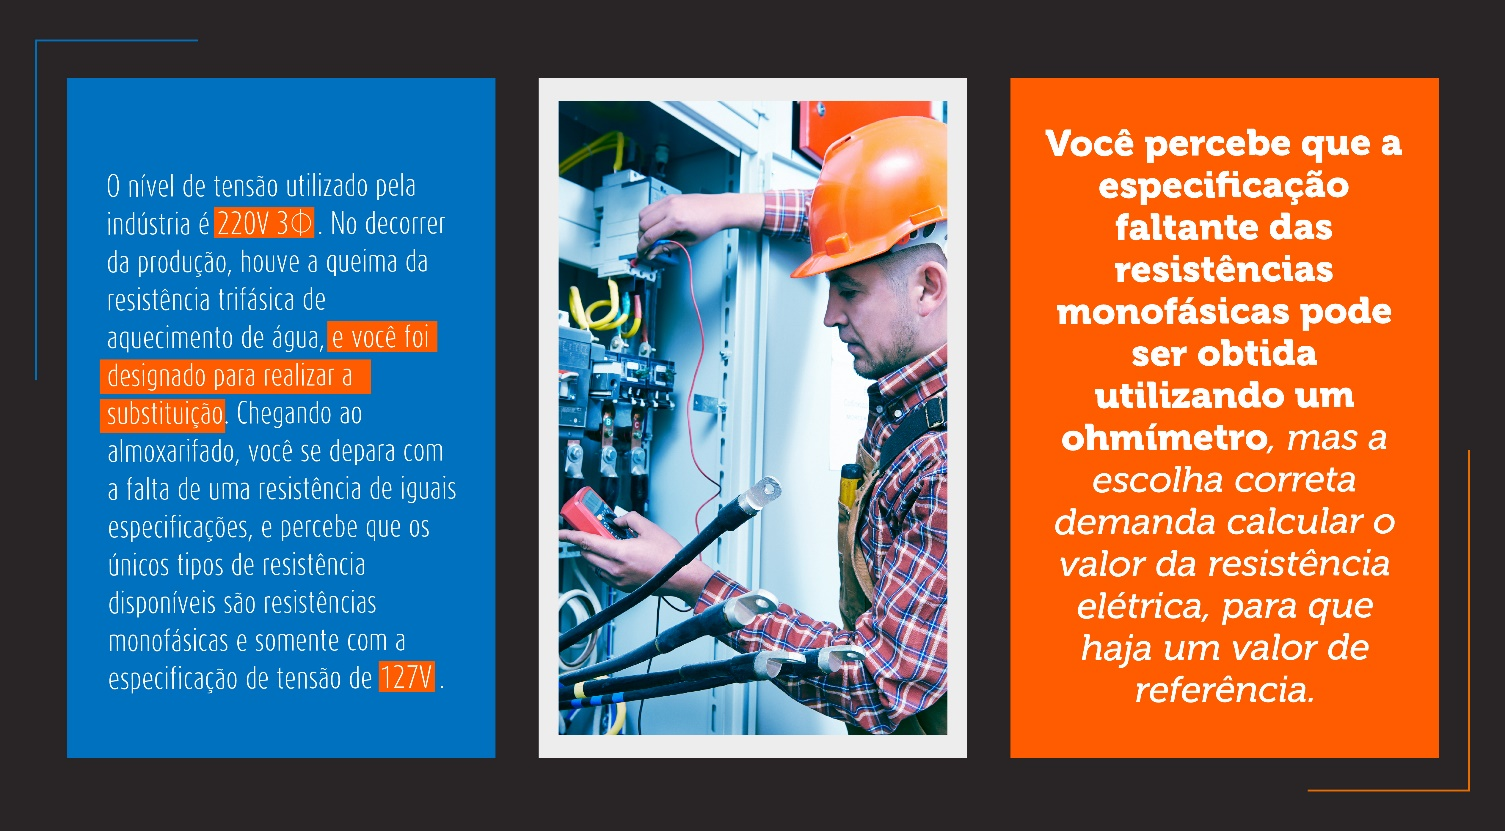 O nível de tensão utilizado pela
indústria é 220V 3Φ. No decorrer
da produção, houve a queima da
resistência trifásica de
aquecimento de água, e você foi
designado para realizar a
substituição. Chegando ao
almoxarifado, você se depara com
a falta de uma resistência de iguais
especificações, e percebe que os
únicos tipos de resistência
disponíveis são resistências
monofásicas e somente com a
especificação de tensão de 127V.
Você percebe que a
especificação
faltante das
resistências
monofásicas pode
ser obtida
utilizando um
ohmímetro, mas a
escolha correta
demanda calcular o
valor da resistência
elétrica, para que
haja um valor de
referência.